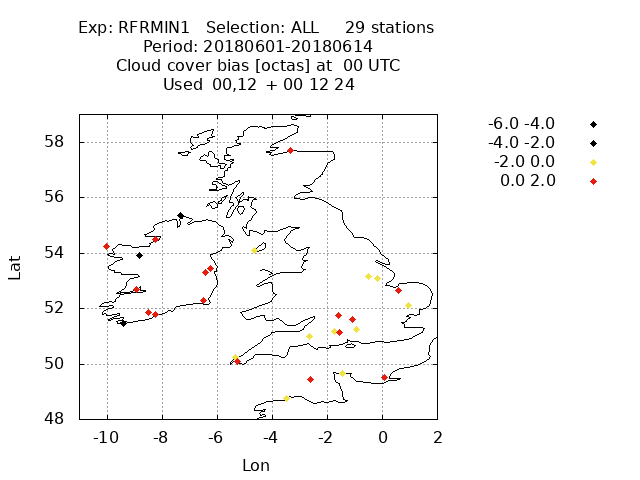 Exp: RFRMIN1 Selection: ALL 29 stations
Period: 20180601-20180614
Cloud cover bias [octas] at 00 UTC
Used 00,12 + 00 12 24
-6.0 -4.0
-4.0 -2.0
-2.0 0.0
0.0 2.0
58
56
54
52
50
48
Lat
-10 -8 -6 -4 -2 0 2
Lon